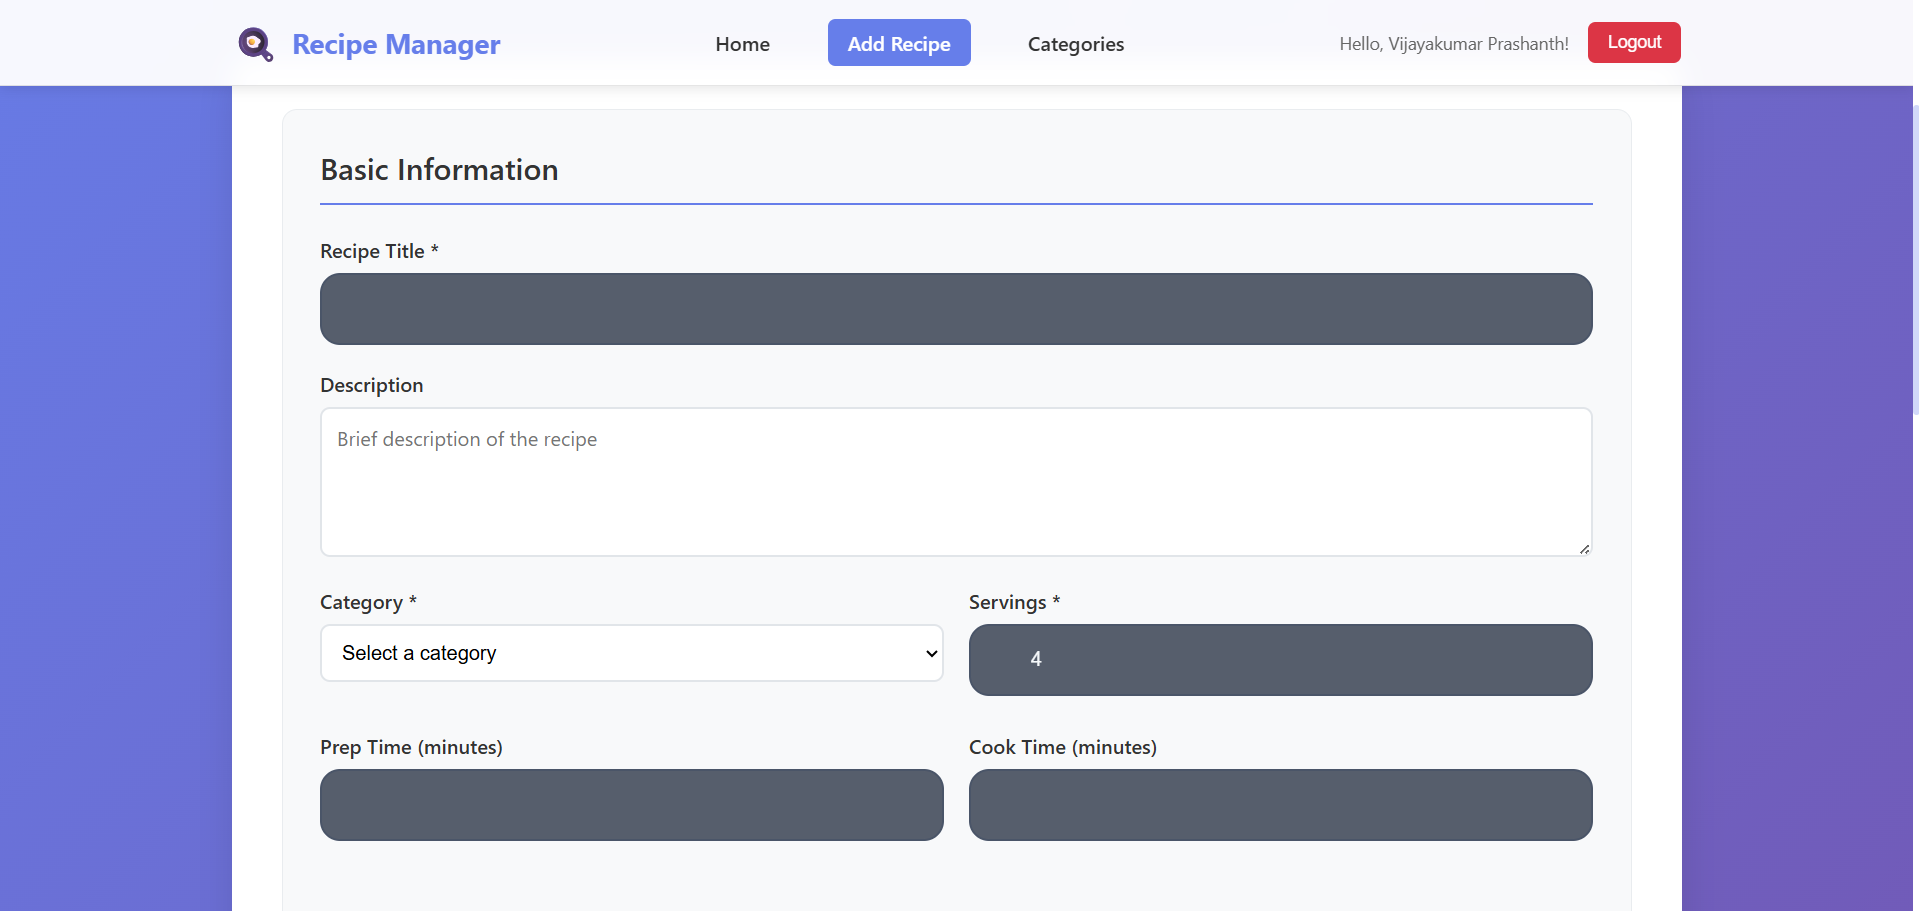 Recipe Manager
Home
Add Recipe
Categories
Hello, Vijayakumar Prashanth!
Logout
Basic Information
Recipe Title *
Description
Brief description of the recipe
Category *
Servings *
Select a category
4
Prep Time (minutes)
Cook Time (minutes)